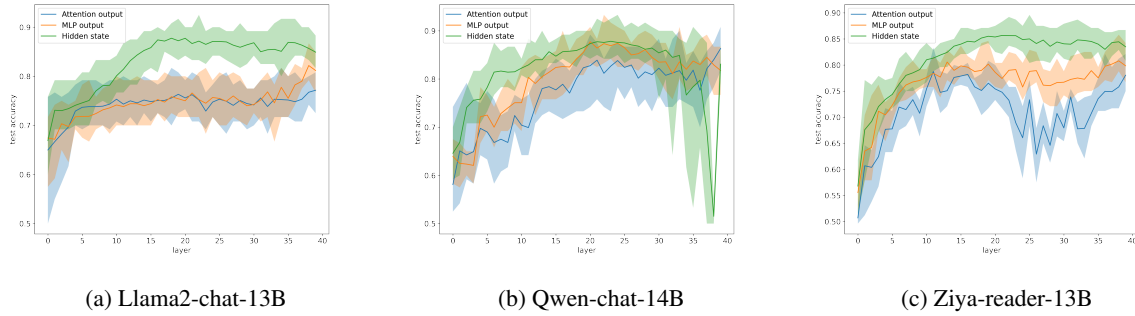 Attention output
MLP output
Hidden state
test accuracy
0.9
0.8
0.7
0.6
0.5
0 5 10 15 20 25 30 35 40
layer
(a) Llama2-chat-13B
Attention output
MLP output
Hidden state
test accuracy
0.9
0.8
0.7
0.6
0.5
0 5 10 15 20 25 30 35 40
layer
(b) Qwen-chat-14B
Attention output
MLP output
Hidden state
test accuracy
0.90
0.85
0.80
0.75
0.70
0.65
0.60
0.55
0.50
0 5 10 15 20 25 30 35 40
layer
(c) Ziya-reader-13B